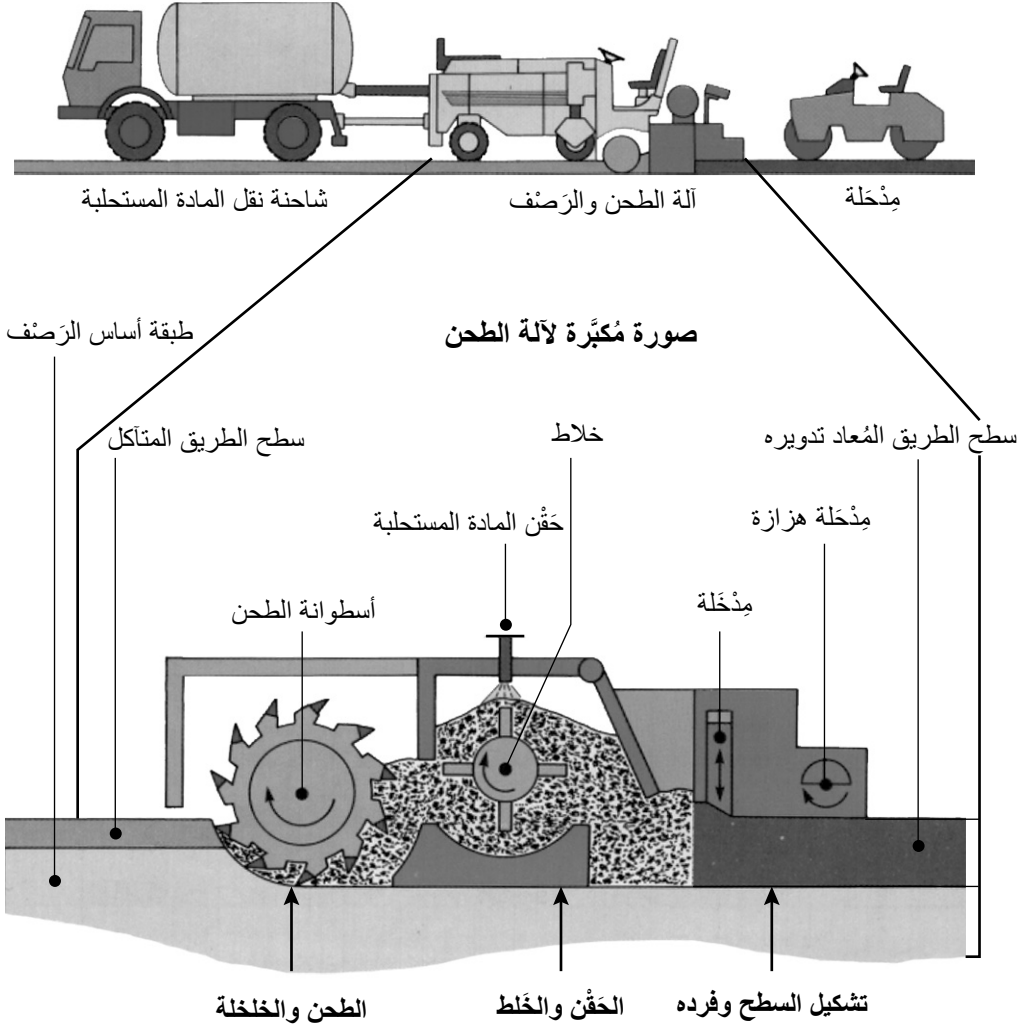 مِدْحَلة
آلة الطحن والرَصْف
شاحنة نقل المادة المستحلبة
صورة مُكبَّرة لآلة الطحن
طبقة أساس الرَصْف
سطح الطريق المُعاد تدويره
خلاط
سطح الطريق المتآكل
مِدْحَلة هزازة
حَقْن المادة المستحلبة
مِدْخَلة
أسطوانة الطحن
تشكيل السطح وفرده
الحَقْن والخَلط
الطحن والخلخلة